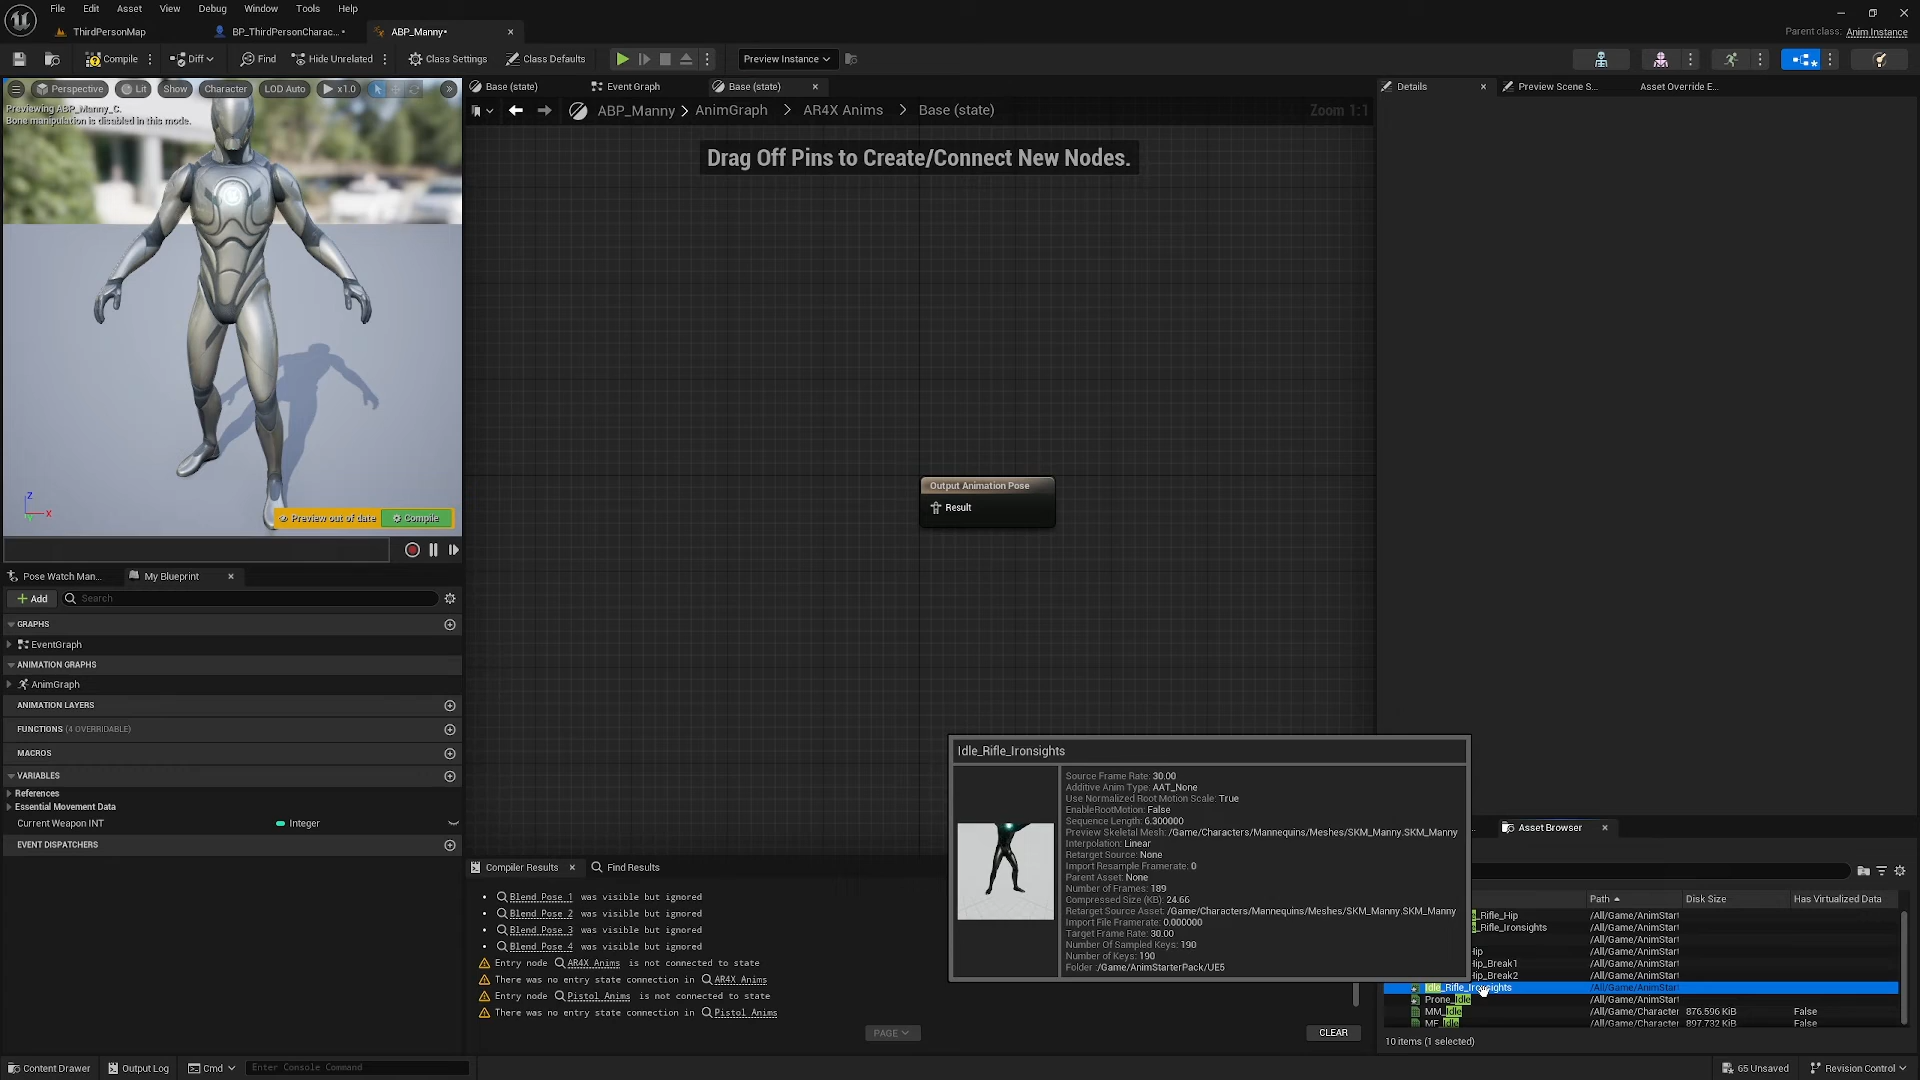 File Edit Asset View Debug Window Tools Help
ThirdPersonMap BP_ThirdPersonCharac...• ABP_Manny•
Parent class: Anim Instance
Compile Diff Find Hide Unrelated Class Settings Class Defaults Preview Instance
Base (state) Event Graph Base (state)
Details Preview Scene S... Asset Override E...
Perspective Lit Show Character LOD Auto x1.0
Previewing ABP_Manny_C.
Bone manipulation is disabled in this mode.
ABP_Manny > AnimGraph > AR4X Anims > Base (state)
Zoom 1:1
Drag Off Pins to Create/Connect New Nodes.
Output Animation Pose
Result
Z
X
Preview out of date Compile
Pose Watch Man... My Blueprint
Add Search
GRAPHS
EventGraph
ANIMATION GRAPHS
AnimGraph
ANIMATION LAYERS
FUNCTIONS (4 OVERRIDABLE)
MACROS
VARIABLES
References
Essential Movement Data
Current Weapon INT Integer
EVENT DISPATCHERS
Compiler Results Find Results
• Blend Pose 1 was visible but ignored
• Blend Pose 2 was visible but ignored
• Blend Pose 3 was visible but ignored
• Blend Pose 4 was visible but ignored
Entry node AR4X Anims is not connected to state
There was no entry state connection in AR4X Anims
Entry node Pistol Anims is not connected to state
There was no entry state connection in Pistol Anims
PAGE CLEAR
Idle_Rifle_Ironsights
Source Frame Rate: 30.00
Additive Anim Type: AAT_None
Use Normalized Root Motion Scale: True
EnableRootMotion: False
Sequence Length: 6.300000
Preview Skeletal Mesh: /Game/Characters/Mannequins/Meshes/SKM_Manny.SKM_Manny
Interpolation: Linear
Retarget Source: None
Import Resample Framerate: 0
Parent Asset: None
Number of Frames: 189
Compressed Size (KB): 24.66
Retarget Source Asset: /Game/Characters/Mannequins/Meshes/SKM_Manny.SKM_Manny
Import File Framerate: 0.000000
Target Frame Rate: 30.00
Number Of Sampled Keys: 190
Number of Keys: 190
Folder :/Game/AnimStarterPack/UE5
Asset Browser
Path Disk Size Has Virtualized Data
_Rifle_Hip /All/Game/AnimStart
_Rifle_Ironsights /All/Game/AnimStart
/All/Game/AnimStart
Hip /All/Game/AnimStart
Hip_Break1 /All/Game/AnimStart
Hip_Break2 /All/Game/AnimStart
Idle_Rifle_Ironsights /All/Game/AnimStart
Prone_Idle /All/Game/AnimStart
MM_Idle /All/Game/Character 876.596 KiB False
MF_Idle /All/Game/Character 897.732 KiB False
10 items (1 selected)
Content Drawer Output Log Cmd Enter Console Command 65 Unsaved Revision Control